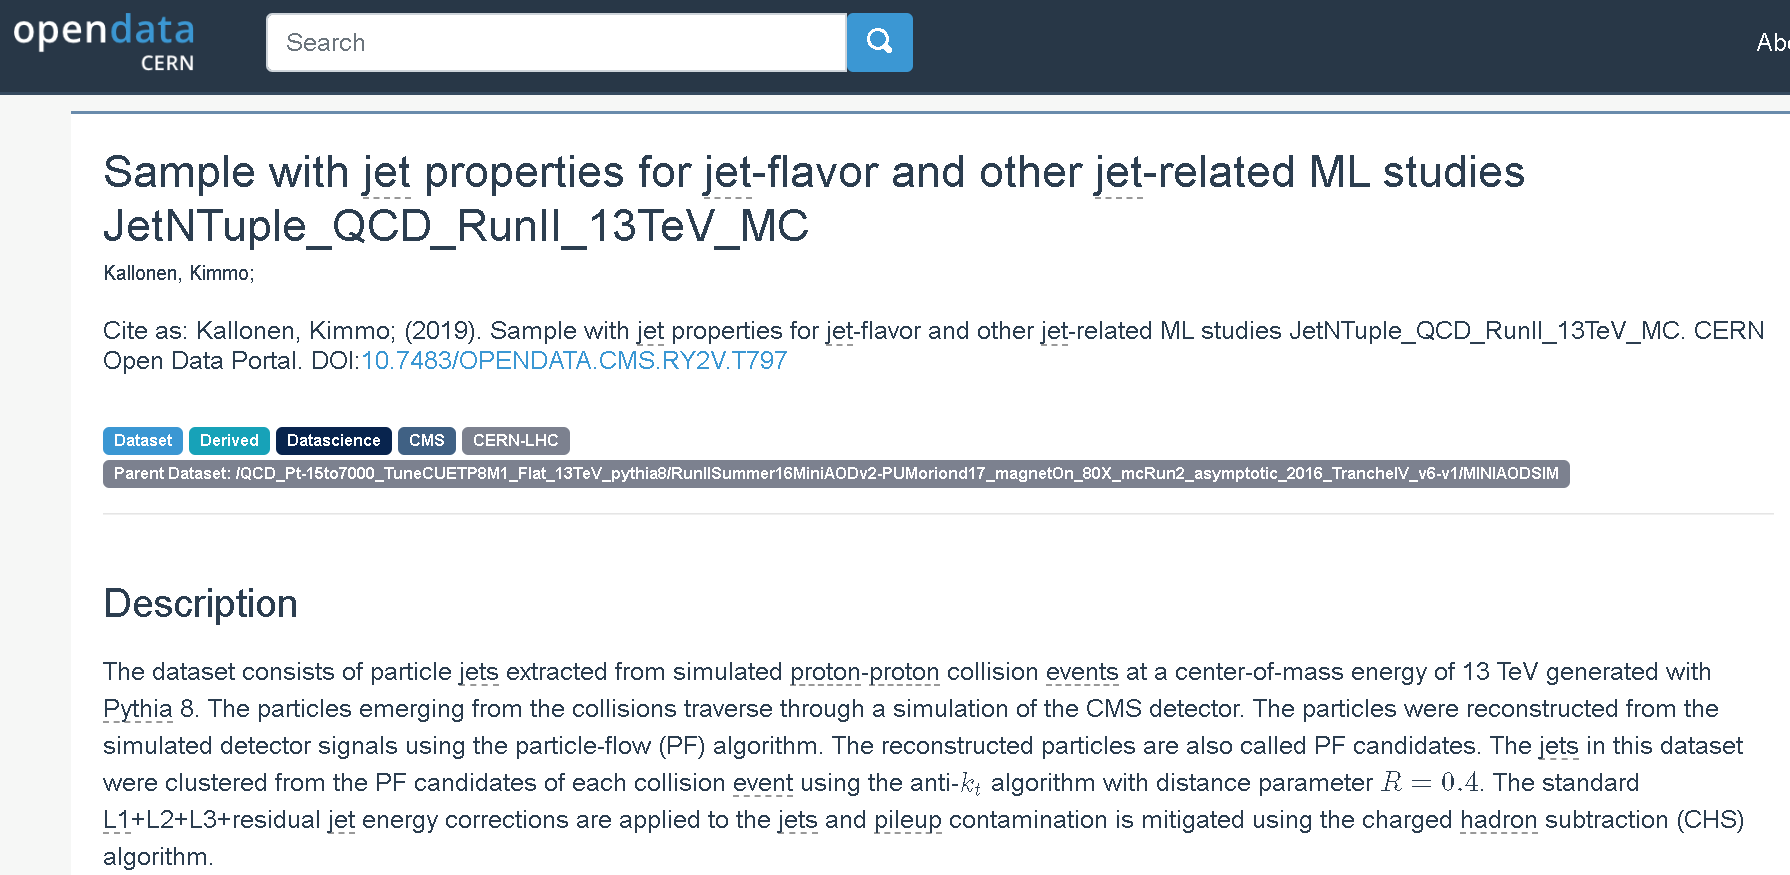 opendata
CERN
Search
Abo
Sample with jet properties for jet-flavor and other jet-related ML studies
JetNTuple_QCD_RunII_13TeV_MC
Kallonen, Kimmo;
Cite as: Kallonen, Kimmo; (2019). Sample with jet properties for jet-flavor and other jet-related ML studies JetNTuple_QCD_RunII_13TeV_MC. CERN
Open Data Portal. DOI:10.7483/OPENDATA.CMS.RY2V.T797
Dataset Derived Datascience CMS CERN-LHC
Parent Dataset: /QCD_Pt-15to7000_TuneCUETP8M1_Flat_13TeV_pythia8/RunIISummer16MiniAODv2-PUMoriond17_magnetOn_80X_mcRun2_asymptotic_2016_TrancheIV_v6-v1/MINIAODSIM
Description
The dataset consists of particle jets extracted from simulated proton-proton collision events at a center-of-mass energy of 13 TeV generated with
Pythia 8. The particles emerging from the collisions traverse through a simulation of the CMS detector. The particles were reconstructed from the
simulated detector signals using the particle-flow (PF) algorithm. The reconstructed particles are also called PF candidates. The jets in this dataset
were clustered from the PF candidates of each collision event using the anti-k_t algorithm with distance parameter R = 0.4. The standard
L1+L2+L3+residual jet energy corrections are applied to the jets and pileup contamination is mitigated using the charged hadron subtraction (CHS)
algorithm.